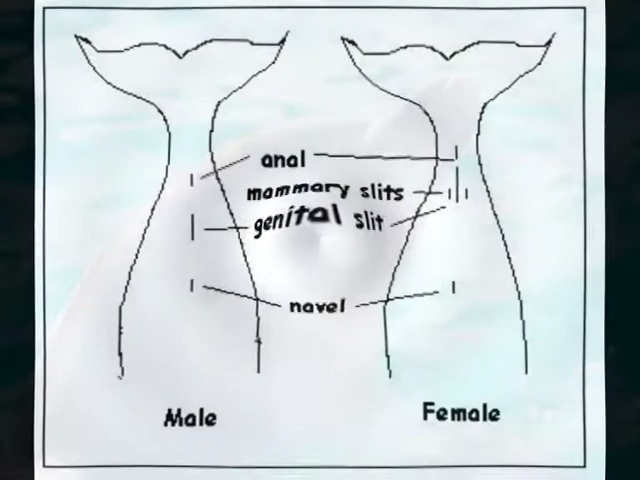 anal
mammary slits
genital slit
navel
Male
Female